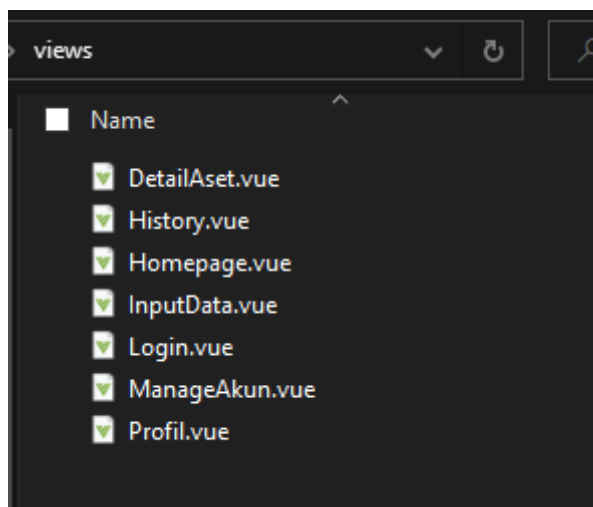 views
Name
DetailAset.vue
History.vue
Homepage.vue
InputData.vue
Login.vue
ManageAkun.vue
Profil.vue